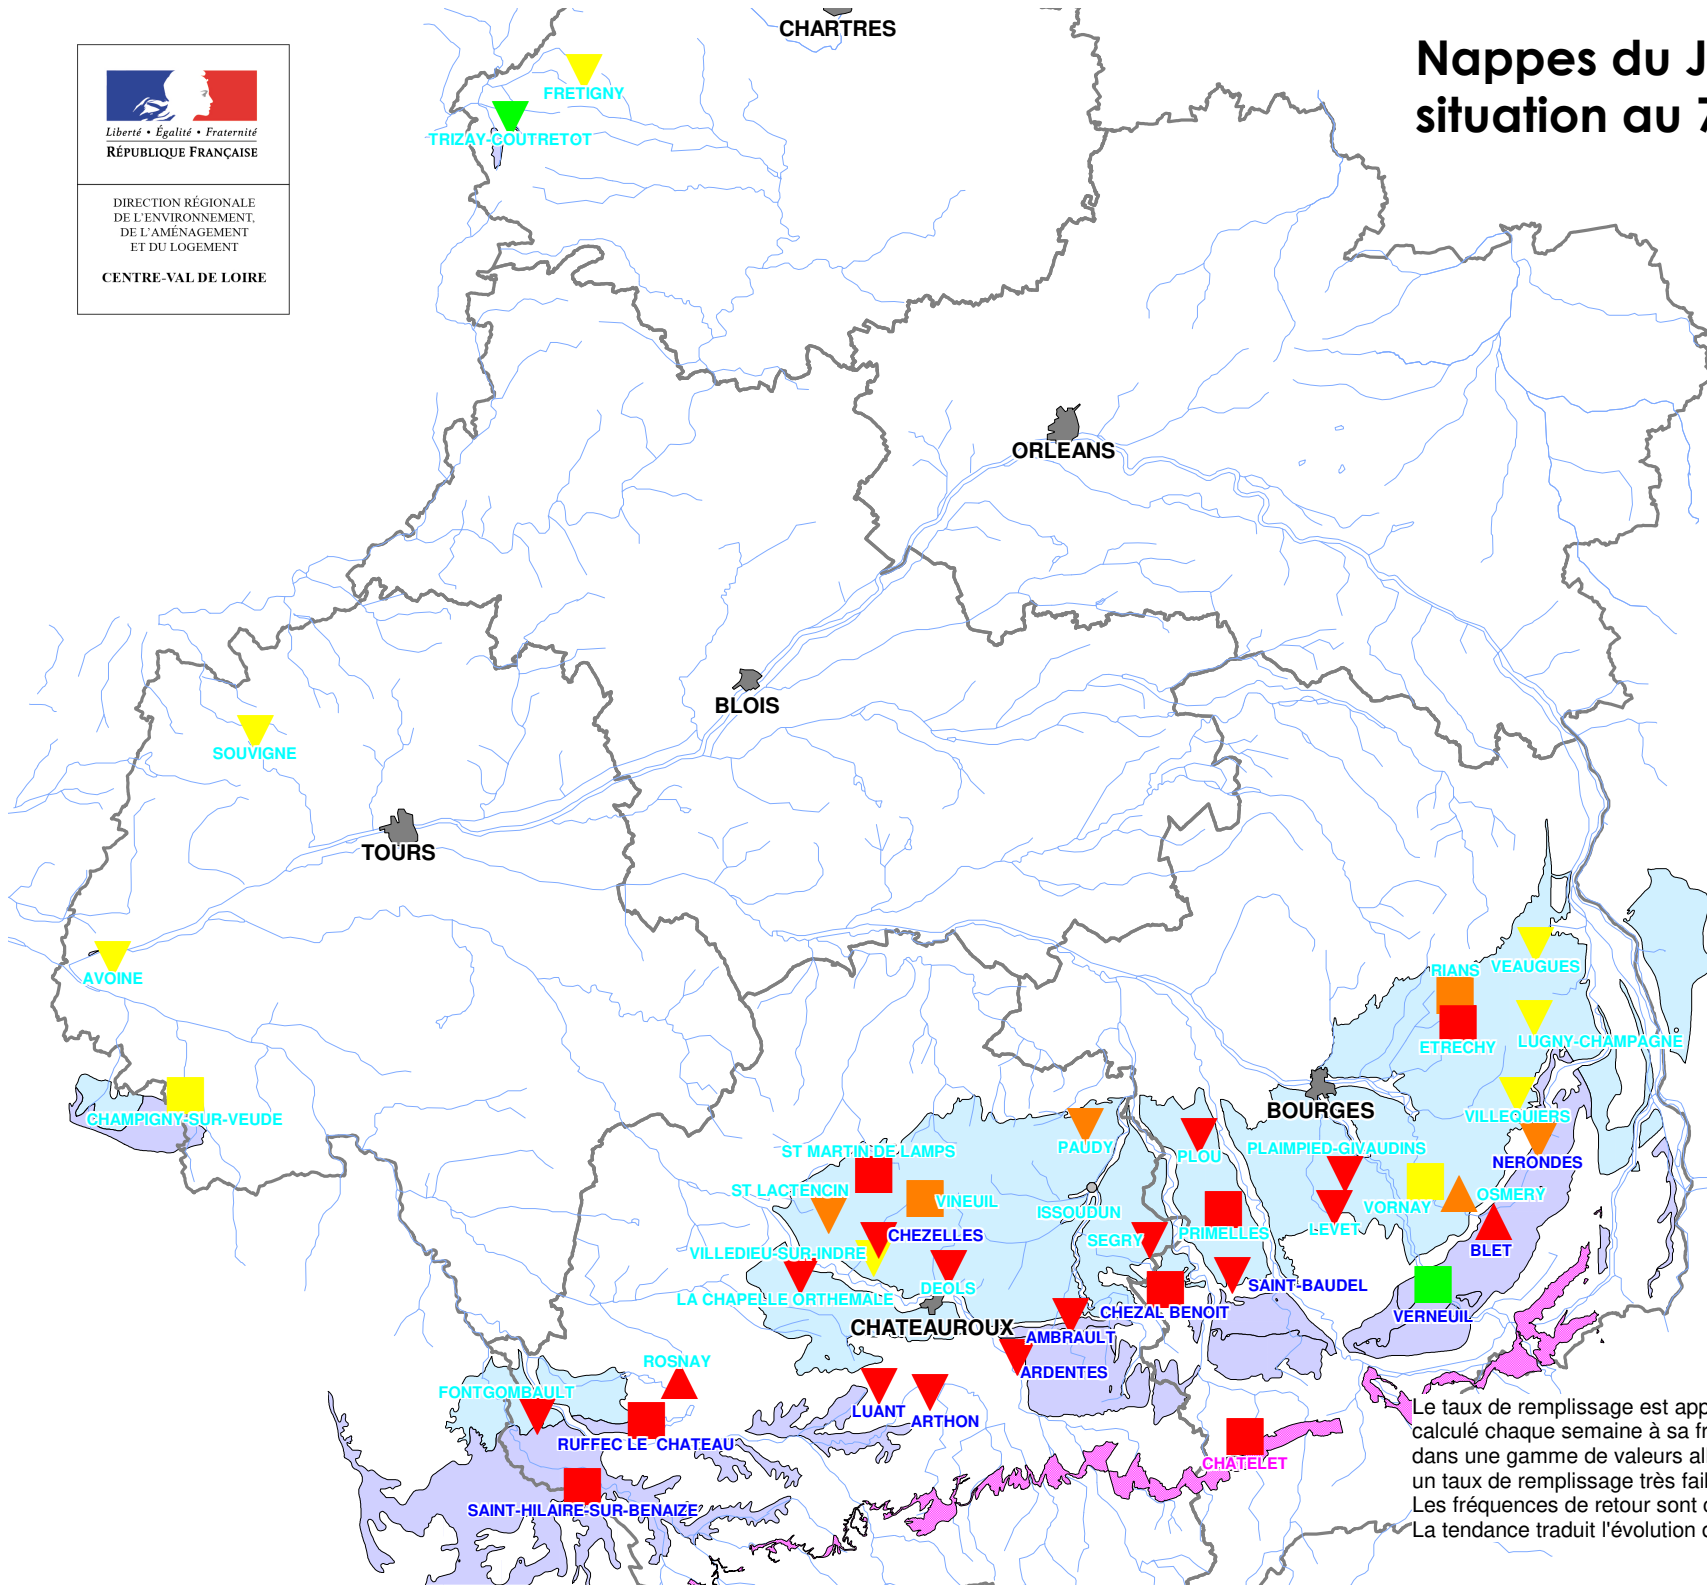 CHARTRES
Nappes du J
situation au 7
FRETIGNY
TRIZAY-COUTRETOT
Liberté • Égalité • Fraternité
RÉPUBLIQUE FRANÇAISE
DIRECTION RÉGIONALE
DE L'ENVIRONNEMENT,
DE L'AMÉNAGEMENT
ET DU LOGEMENT
CENTRE-VAL DE LOIRE
ORLEANS
BLOIS
SOUVIGNE
TOURS
AVOINE
RIANS
VEAUGUES
ETRECHY
LUGNY-CHAMPAGNE
CHAMPIGNY-SUR-VEUDE
BOURGES
VILLEQUIERS
ST MARTIN DE LAMPS
PAUDY
PLOU
PLAIMPIED-GIVAUDINS
NERONDES
ST LACTENCIN
VINEUIL
ISSOUDUN
VORNAY
OSMERY
CHEZELLES
SEGRY
PRIMELLES
LEVET
BLET
VILLEDIEU-SUR-INDRE
DEOLS
SAINT-BAUDEL
LA CHAPELLE ORTHEMALE
CHEZAL BENOIT
VERNEUIL
CHATEAUROUX
AMBRAULT
ROSNAY
ARDENTES
FONTGOMBAULT
LUANT
ARTHON
RUFFEC LE CHATEAU
CHATELET
SAINT-HILAIRE-SUR-BENAIZE
Le taux de remplissage est app
calculé chaque semaine à sa fr
dans une gamme de valeurs all
un taux de remplissage très fail
Les fréquences de retour sont c
La tendance traduit l'évolution c